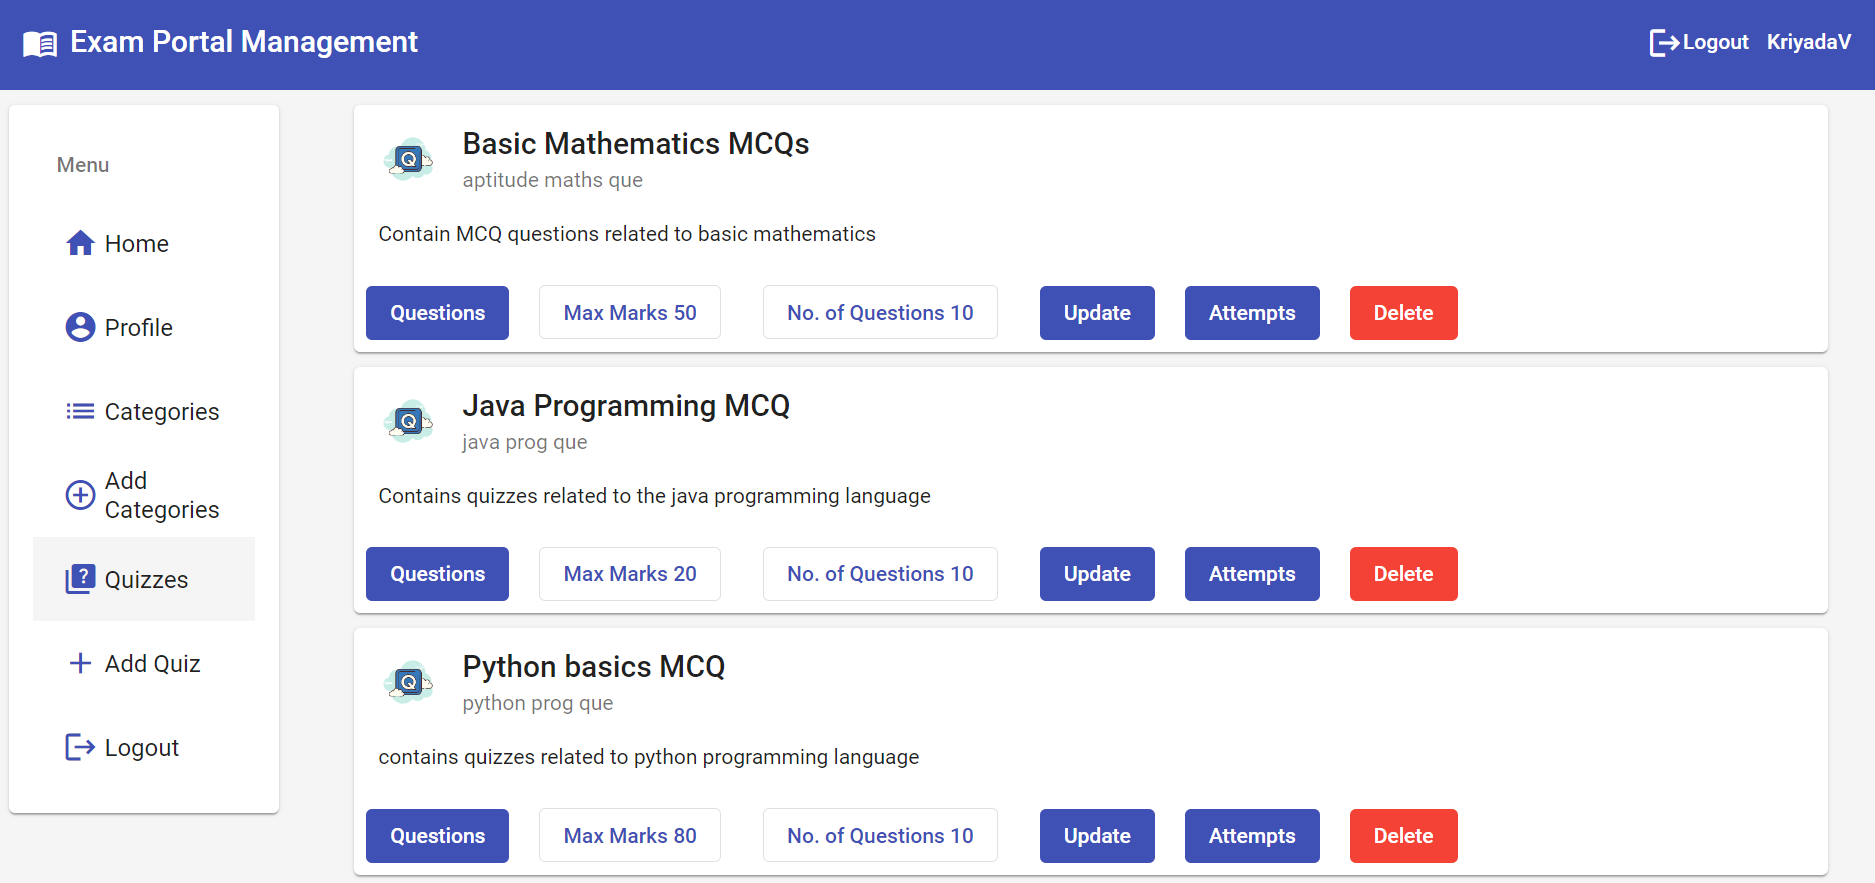 Exam Portal Management
Logout KriyadaV
Menu
Home
Profile
Categories
Add
Categories
Quizzes
Add Quiz
Logout
Basic Mathematics MCQs
aptitude maths que
Contain MCQ questions related to basic mathematics
Questions Max Marks 50 No. of Questions 10 Update Attempts Delete
Java Programming MCQ
java prog que
Contains quizzes related to the java programming language
Questions Max Marks 20 No. of Questions 10 Update Attempts Delete
Python basics MCQ
python prog que
contains quizzes related to python programming language
Questions Max Marks 80 No. of Questions 10 Update Attempts Delete